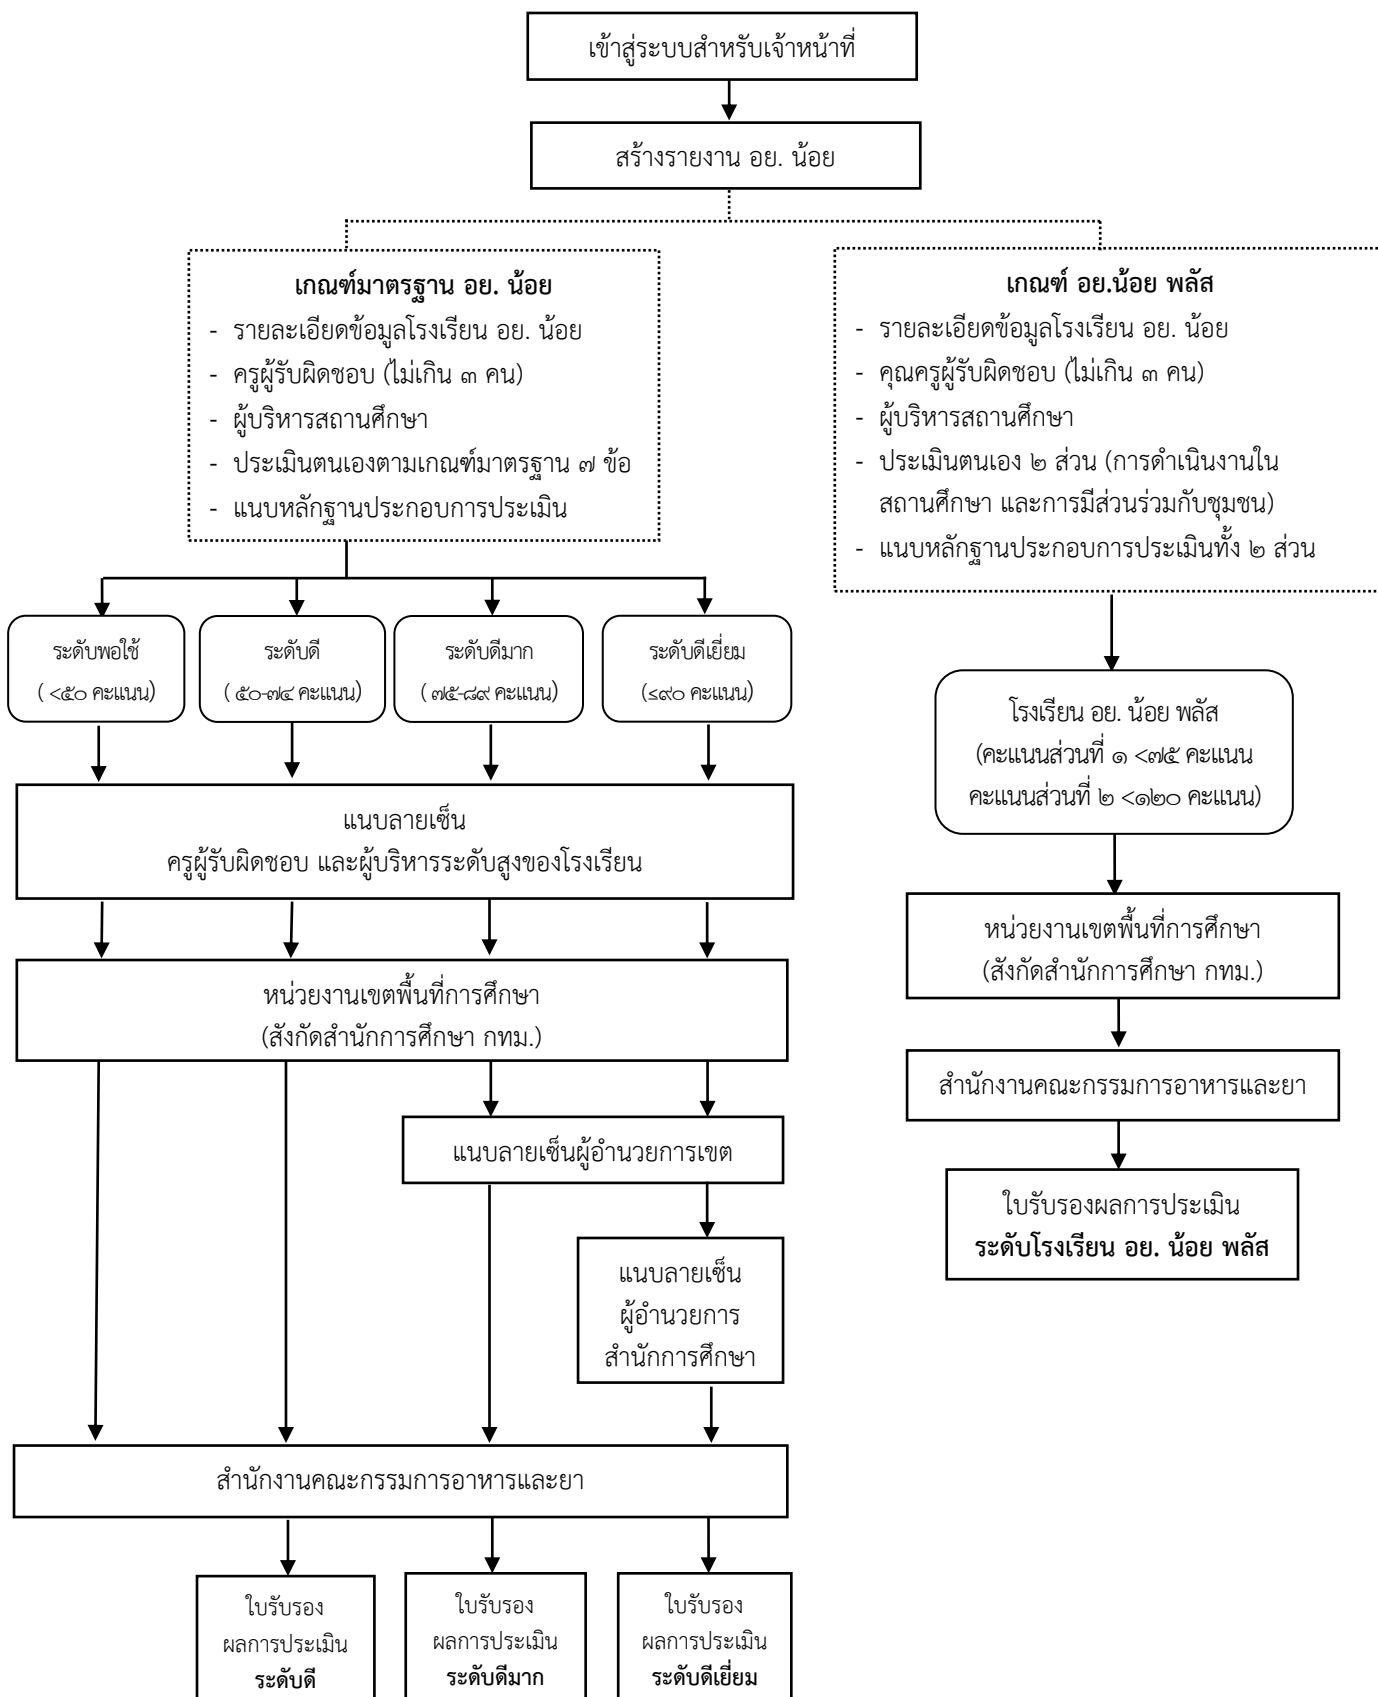 เข้าสู่ระบบสำหรับเจ้าหน้าที่
สร้างรายงาน อย. น้อย
เกณฑ์มาตรฐาน อย. น้อย
- รายละเอียดข้อมูลโรงเรียน อย. น้อย
- ครูผู้รับผิดชอบ (ไม่เกิน ๓ คน)
- ผู้บริหารสถานศึกษา
- ประเมินตนเองตามเกณฑ์มาตรฐาน ๗ ข้อ
- แนบหลักฐานประกอบการประเมิน
เกณฑ์ อย.น้อย พลัส
- รายละเอียดข้อมูลโรงเรียน อย. น้อย
- คุณครูผู้รับผิดชอบ (ไม่เกิน ๓ คน)
- ผู้บริหารสถานศึกษา
- ประเมินตนเอง ๒ ส่วน (การดำเนินงานใน
สถานศึกษา และการมีส่วนร่วมกับชุมชน)
- แนบหลักฐานประกอบการประเมินทั้ง ๒ ส่วน
ระดับพอใช้
( <๕๐ คะแนน)
ระดับดี
( ๕๐-๗๔ คะแนน)
ระดับดีมาก
( ๗๕-๘๙ คะแนน)
ระดับดีเยี่ยม
(≤๙๐ คะแนน)
โรงเรียน อย. น้อย พลัส
(คะแนนส่วนที่ ๑ <๗๕ คะแนน
คะแนนส่วนที่ ๒ <๑๒๐ คะแนน)
แนบลายเซ็น
ครูผู้รับผิดชอบ และผู้บริหารระดับสูงของโรงเรียน
หน่วยงานเขตพื้นที่การศึกษา
(สังกัดสำนักการศึกษา กทม.)
หน่วยงานเขตพื้นที่การศึกษา
(สังกัดสำนักการศึกษา กทม.)
สำนักงานคณะกรรมการอาหารและยา
แนบลายเซ็นผู้อำนวยการเขต
ใบรับรองผลการประเมิน
ระดับโรงเรียน อย. น้อย พลัส
แนบลายเซ็น
ผู้อำนวยการ
สำนักการศึกษา
สำนักงานคณะกรรมการอาหารและยา
ใบรับรอง
ผลการประเมิน
ระดับดี
ใบรับรอง
ผลการประเมิน
ระดับดีมาก
ใบรับรอง
ผลการประเมิน
ระดับดีเยี่ยม